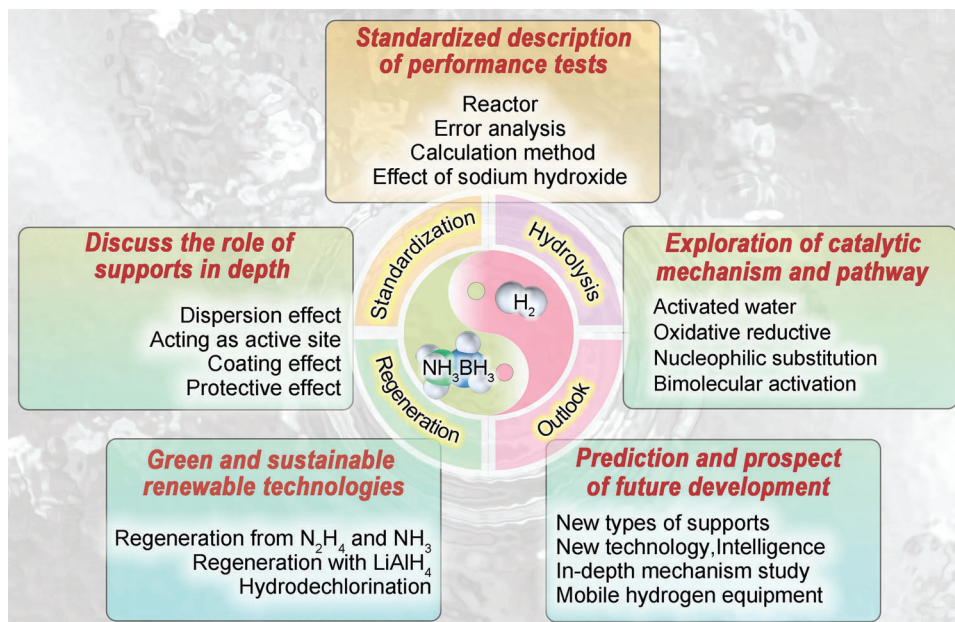 Standardized description
of performance tests
Reactor
Error analysis
Calculation method
Effect of sodium hydroxide
Discuss the role of
supports in depth
Dispersion effect
Acting as active site
Coating effect
Protective effect
Standardization
Hydrolysis
H₂
NH₃BH₃
Regeneration
Outlook
Exploration of catalytic
mechanism and pathway
Activated water
Oxidative reductive
Nucleophilic substitution
Bimolecular activation
Green and sustainable
renewable technologies
Regeneration from N₂H₄ and NH₃
Regeneration with LiAlH₄
Hydrodechlorination
Prediction and prospect
of future development
New types of supports
New technology,Intelligence
In-depth mechanism study
Mobile hydrogen equipment